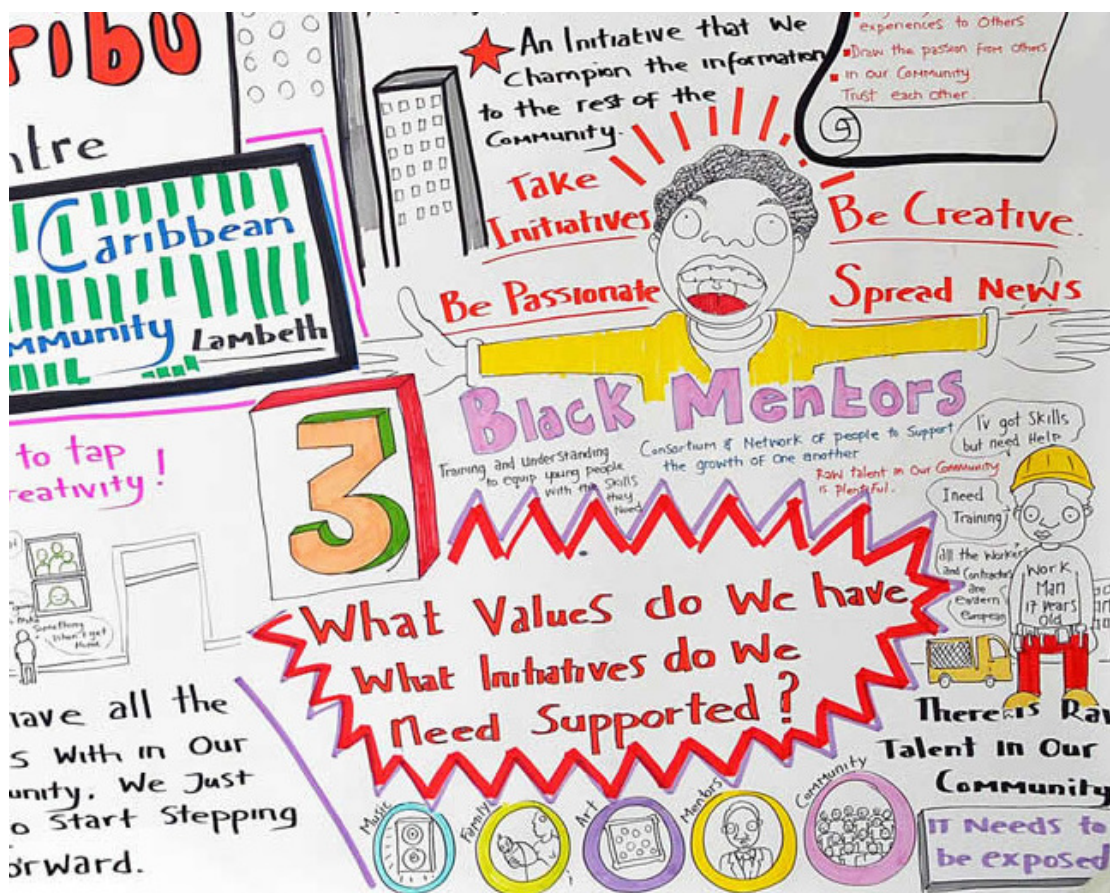 ribu
ntre
Caribbean
mmunity Lambeth
to tap
reativity!
An Initiative that We
Champion the information
to the rest of the
Community.
experiences to Others
Draw the passion from others
in our Community
Trust each other.
Take
Initiatives
Be Passionate
Be Creative.
Spread News
Black Mentors
Training and Understanding
to equip young people
with the Skills
they
Need
Consortium & Network of people to Support
the growth of one another
Raw talent in Our Community
is plentiful.
I'v got Skills
but need Help
I need
Training
all the Workers
and Contractors
are
eastern
european
Work
Man
17 years
Old
3
What Values do We have
What Initiatives do We
need Supported?
Something
Music
Family
Art
Mentors
Community
have all the
s With in Our
unity. We Just
o Start Stepping
orward.
There is Raw
Talent in Our
Community
IT Needs to
be exposed